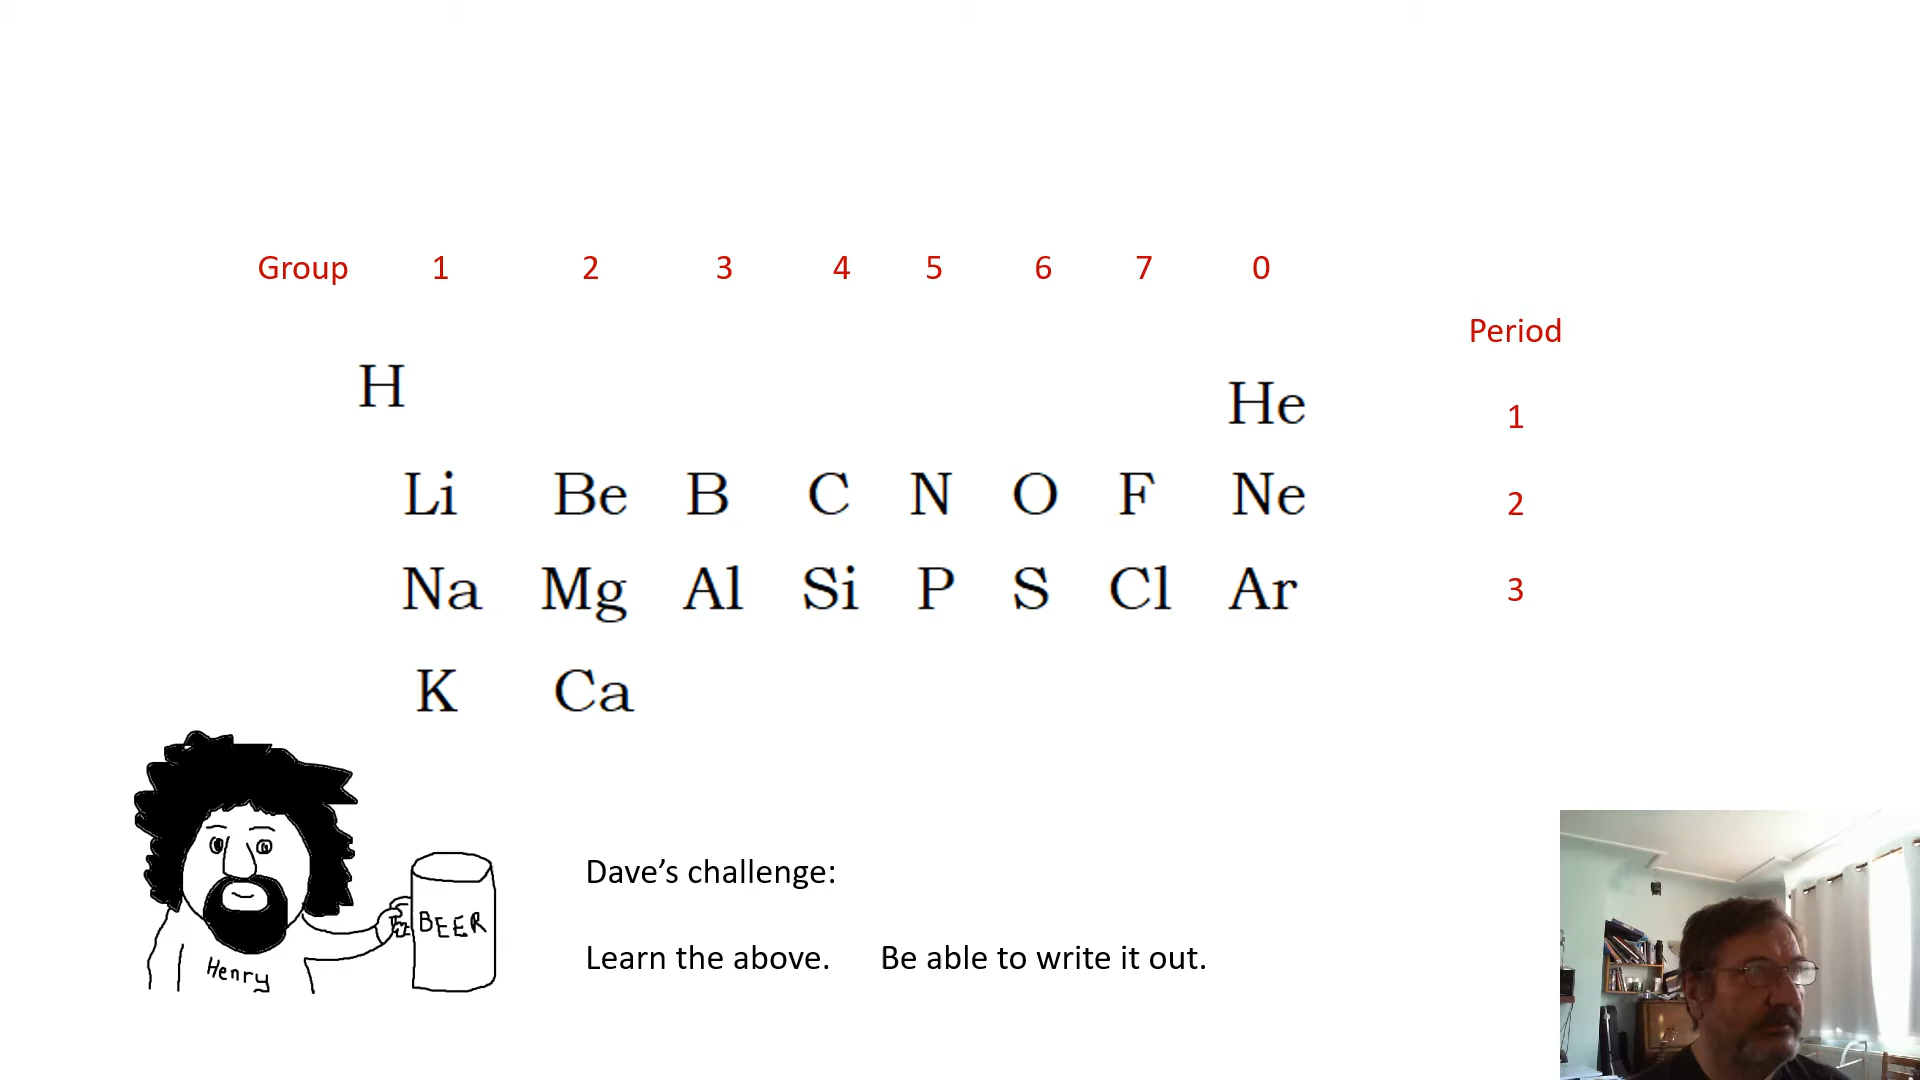 Group 1 2 3 4 5 6 7 0
Period
H He 1
Li Be B C N O F Ne 2
Na Mg Al Si P S Cl Ar 3
K Ca
BEER
Henry
Dave’s challenge:
Learn the above. Be able to write it out.